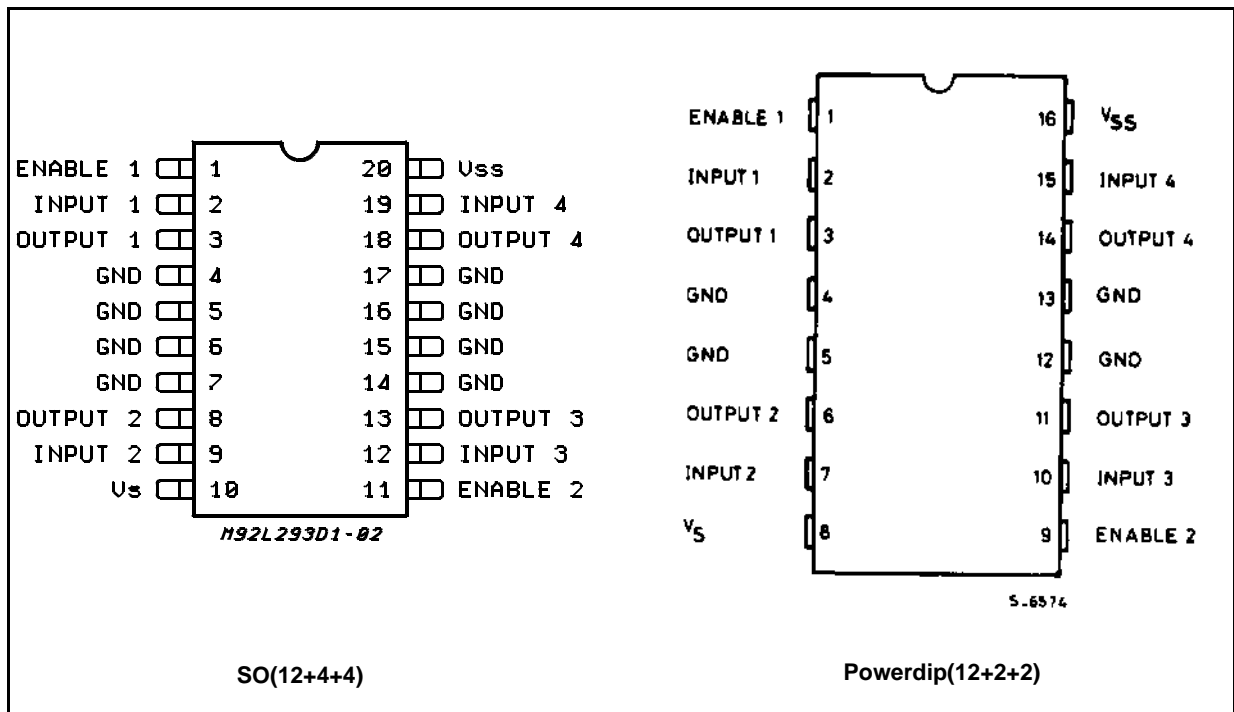 ENABLE 1 1 20 Vss
INPUT 1 2 19 INPUT 4
OUTPUT 1 3 18 OUTPUT 4
GND 4 17 GND
GND 5 16 GND
GND 6 15 GND
GND 7 14 GND
OUTPUT 2 8 13 OUTPUT 3
INPUT 2 9 12 INPUT 3
Vs 10 11 ENABLE 2
M92L293D1-02
SO(12+4+4)
ENABLE 1 1 16 VSS
INPUT 1 2 15 INPUT 4
OUTPUT 1 3 14 OUTPUT 4
GND 4 13 GND
GND 5 12 GND
OUTPUT 2 6 11 OUTPUT 3
INPUT 2 7 10 INPUT 3
VS 8 9 ENABLE 2
S-6574
Powerdip(12+2+2)